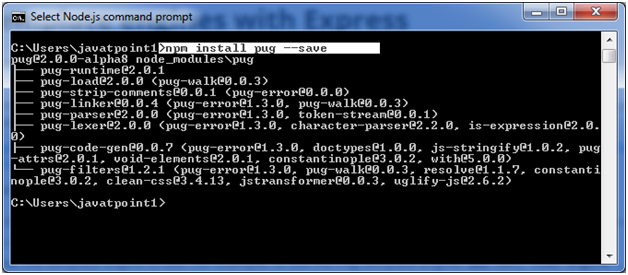 with Express
Select Node.js command prompt
C:\Users\javatpoint1>npm install pug --save
pug@2.0.0-alpha8 node_modules\pug
├── pug-runtime@2.0.1
├── pug-load@2.0.0 (pug-walk@0.0.3)
├── pug-strip-comments@0.0.1 (pug-error@0.0.0)
├── pug-linker@0.0.4 (pug-error@1.3.0, pug-walk@0.0.3)
├── pug-parser@2.0.0 (pug-error@1.3.0, token-stream@0.0.1)
├── pug-lexer@2.0.0 (pug-error@1.3.0, character-parser@2.2.0, is-expression@2.0.
0)
├── pug-code-gen@0.0.7 (pug-error@1.3.0, doctypes@1.0.0, js-stringify@1.0.2, pug
-attrs@2.0.1, void-elements@2.0.1, constantinople@3.0.2, with@5.0.0)
└── pug-filters@1.2.1 (pug-error@1.3.0, pug-walk@0.0.3, resolve@1.1.7, constanti
nople@3.0.2, clean-css@3.4.13, jstransformer@0.0.3, uglify-js@2.6.2)
C:\Users\javatpoint1>